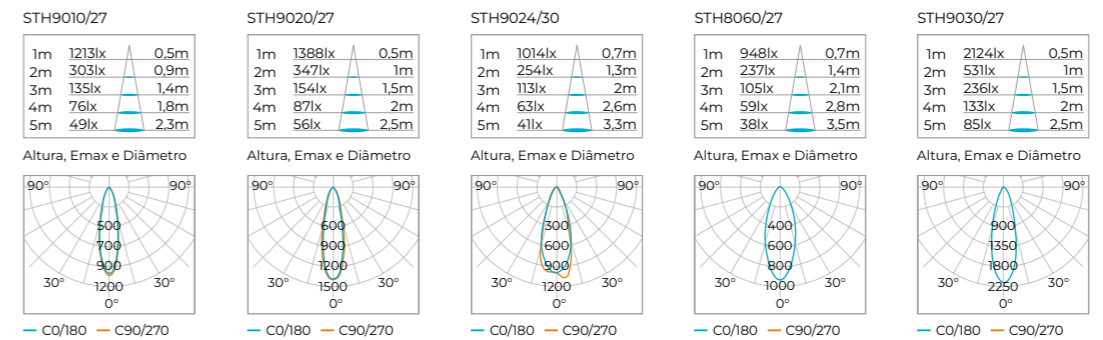 STH9010/27
1m 1213lx 0,5m
2m 303lx 0,9m
3m 135lx 1,4m
4m 76lx 1,8m
5m 49lx 2,3m
Altura, Emax e Diâmetro
90° 90°
500
700
900
30° 1200 30°
0°
C0/180 C90/270
STH9020/27
1m 1388lx 0,5m
2m 347lx 1m
3m 154lx 1,5m
4m 87lx 2m
5m 56lx 2,5m
Altura, Emax e Diâmetro
90° 90°
600
900
1200
30° 1500 30°
0°
C0/180 C90/270
STH9024/30
1m 1014lx 0,7m
2m 254lx 1,3m
3m 113lx 2m
4m 63lx 2,6m
5m 41lx 3,3m
Altura, Emax e Diâmetro
90° 90°
300
600
900
30° 1200 30°
0°
C0/180 C90/270
STH8060/27
1m 948lx 0,7m
2m 237lx 1,4m
3m 105lx 2,1m
4m 59lx 2,8m
5m 38lx 3,5m
Altura, Emax e Diâmetro
90° 90°
400
600
800
30° 1000 30°
0°
C0/180 C90/270
STH9030/27
1m 2124lx 0,5m
2m 531lx 1m
3m 236lx 1,5m
4m 133lx 2m
5m 85lx 2,5m
Altura, Emax e Diâmetro
90° 90°
900
1350
1800
30° 2250 30°
0°
C0/180 C90/270